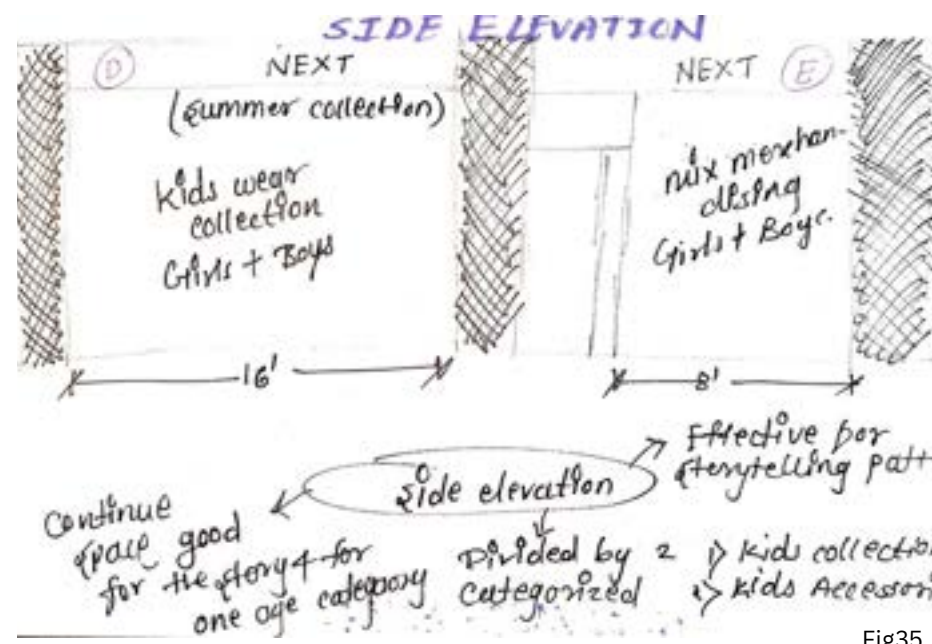 SIDE ELEVATION
D
NEXT
(summer collection)
Kids wear
collection
Girls + Boys
NEXT
E
mix merchan-
dising
Girls + Boys.
16'
8'
side elevation
Effective for
storytelling patt
Continue
space good
for the story & for
one age category
Divided by 2
categorized
1> Kids collectio
2> Kids Accessori
Fig35